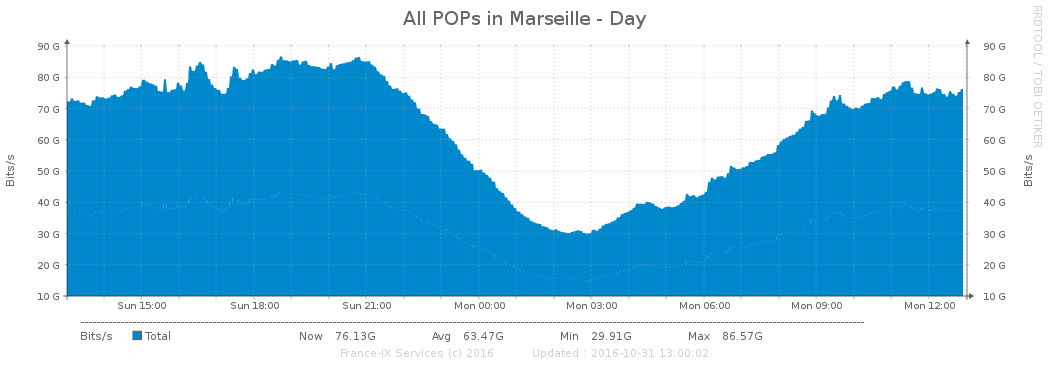 All POPs in Marseille - Day
RRDTOOL / TOBI OETIKER
Bits/s
90 G
80 G
70 G
60 G
50 G
40 G
30 G
20 G
10 G
90 G
80 G
70 G
60 G
50 G
40 G
30 G
20 G
10 G
Bits/s
Sun 15:00 Sun 18:00 Sun 21:00 Mon 00:00 Mon 03:00 Mon 06:00 Mon 09:00 Mon 12:00
Bits/s Total Now 76.13G Avg 63.47G Min 29.91G Max 86.57G
France-IX Services (c) 2016 Updated : 2016-10-31 13:00:02